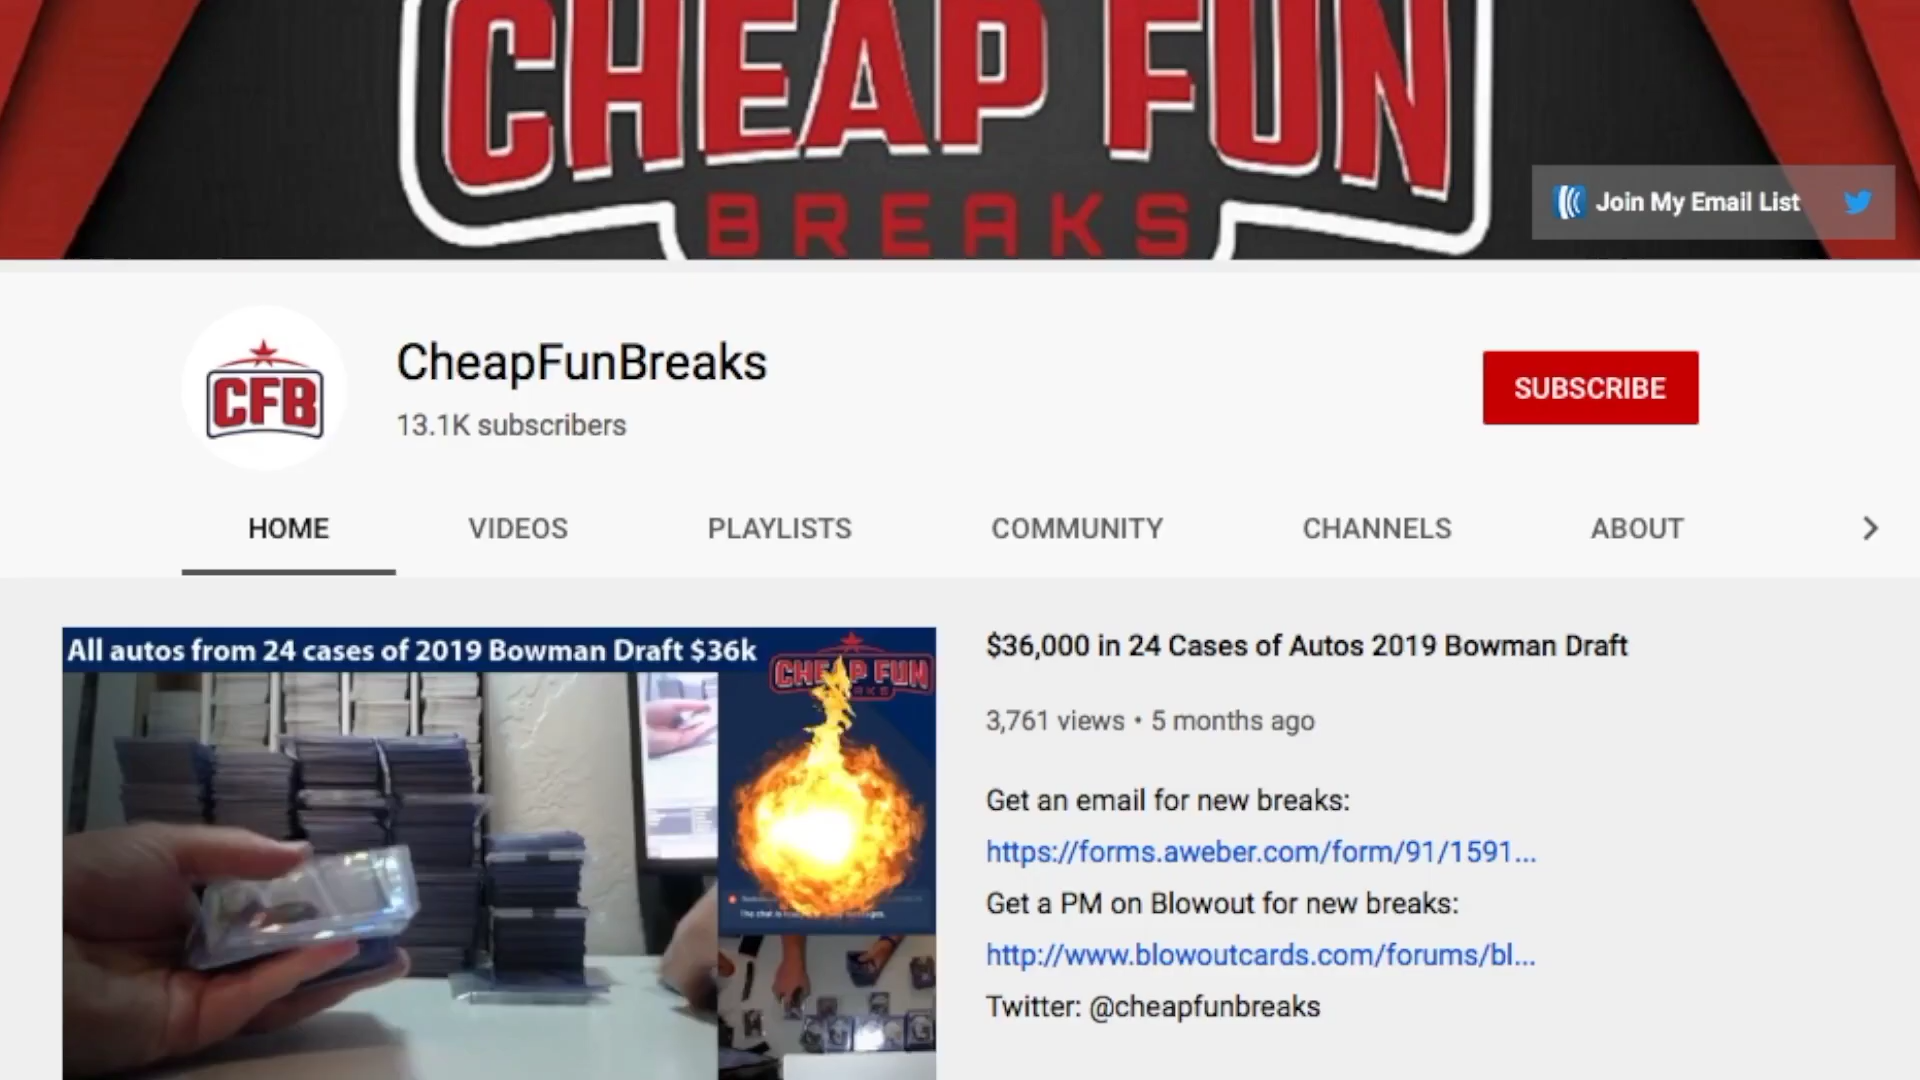 CHEAP FUN
BREAKS
Join My Email List
CFB
CheapFunBreaks
13.1K subscribers
SUBSCRIBE
HOME
VIDEOS
PLAYLISTS
COMMUNITY
CHANNELS
ABOUT
All autos from 24 cases of 2019 Bowman Draft $36k
CHEAP FUN
$36,000 in 24 Cases of Autos 2019 Bowman Draft
3,761 views • 5 months ago
Get an email for new breaks:
https://forms.aweber.com/form/91/1591...
Get a PM on Blowout for new breaks:
http://www.blowoutcards.com/forums/bl...
Twitter: @cheapfunbreaks